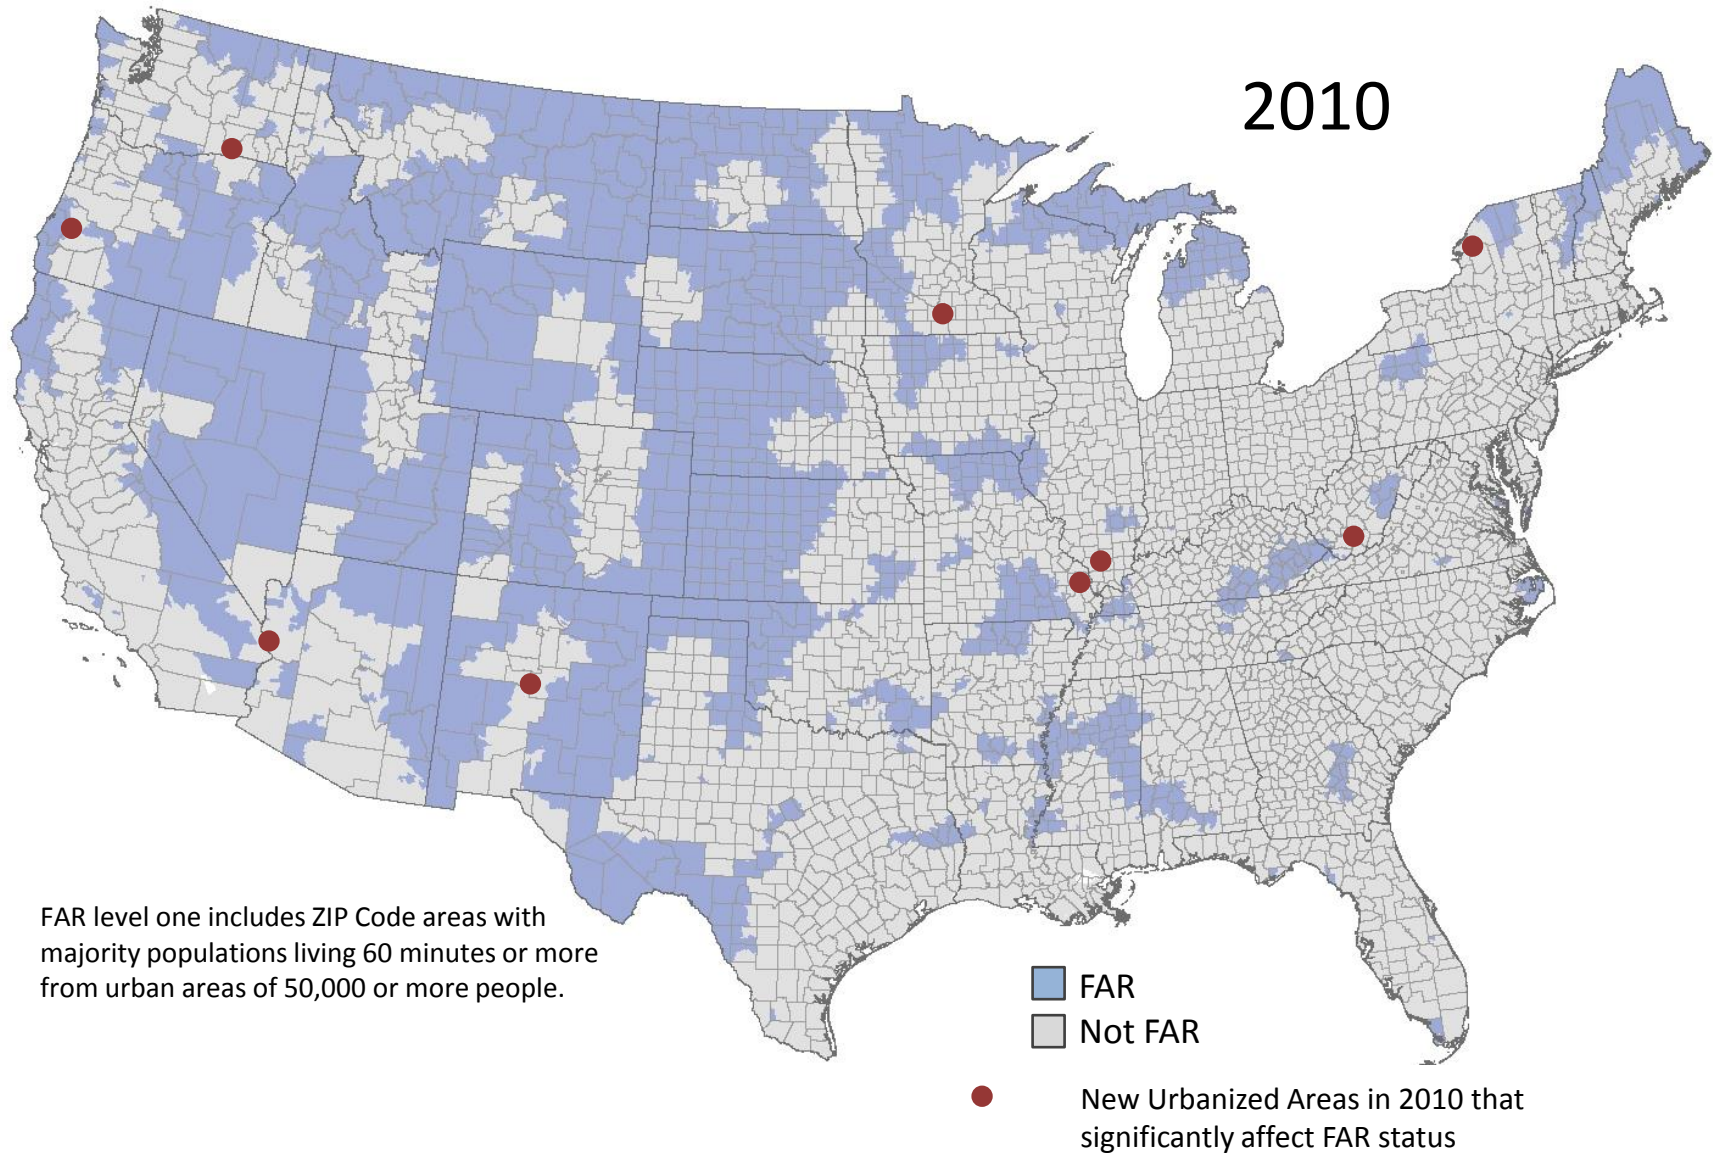 2010
FAR level one includes ZIP Code areas with
majority populations living 60 minutes or more
from urban areas of 50,000 or more people.
FAR
Not FAR
New Urbanized Areas in 2010 that
significantly affect FAR status